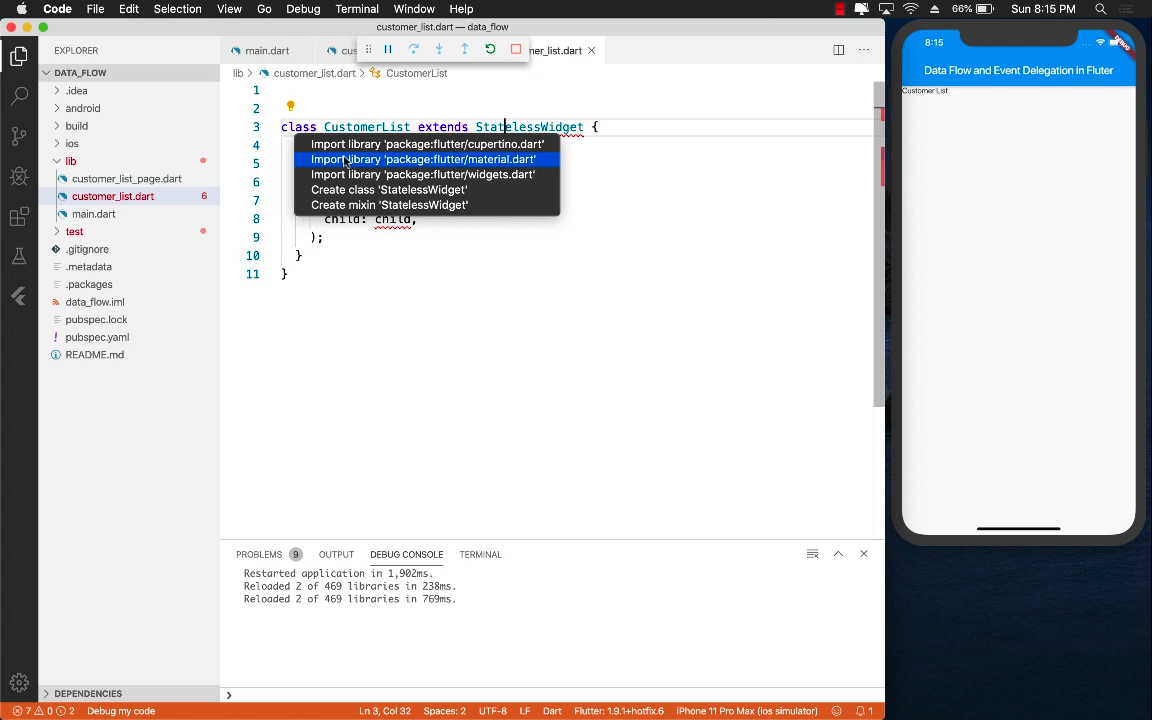 Code File Edit Selection View Go Debug Terminal Window Help 66% Sun 8:15 PM
customer_list.dart — data_flow
EXPLORER
main.dart cus ner_list.dart
DATA_FLOW
lib > customer_list.dart > CustomerList
.idea
android
build
ios
lib
customer_list_page.dart
customer_list.dart 6
main.dart
test
.gitignore
.metadata
.packages
data_flow.iml
pubspec.lock
! pubspec.yaml
README.md
DEPENDENCIES
1
2
3 class CustomerList extends StatelessWidget {
4
5
6
7
8 child: child,
9 );
10 }
11 }
Import library 'package:flutter/cupertino.dart'
Import library 'package:flutter/material.dart'
Import library 'package:flutter/widgets.dart'
Create class 'StatelessWidget'
Create mixin 'StatelessWidget'
PROBLEMS 9 OUTPUT DEBUG CONSOLE TERMINAL
Restarted application in 1,902ms.
Reloaded 2 of 469 libraries in 238ms.
Reloaded 2 of 469 libraries in 769ms.
7 0 2 Debug my code Ln 3, Col 32 Spaces: 2 UTF-8 LF Dart Flutter: 1.9.1+hotfix.6 iPhone 11 Pro Max (ios simulator) 1
8:15
DEBUG
Data Flow and Event Delegation in Fluter
Customer List